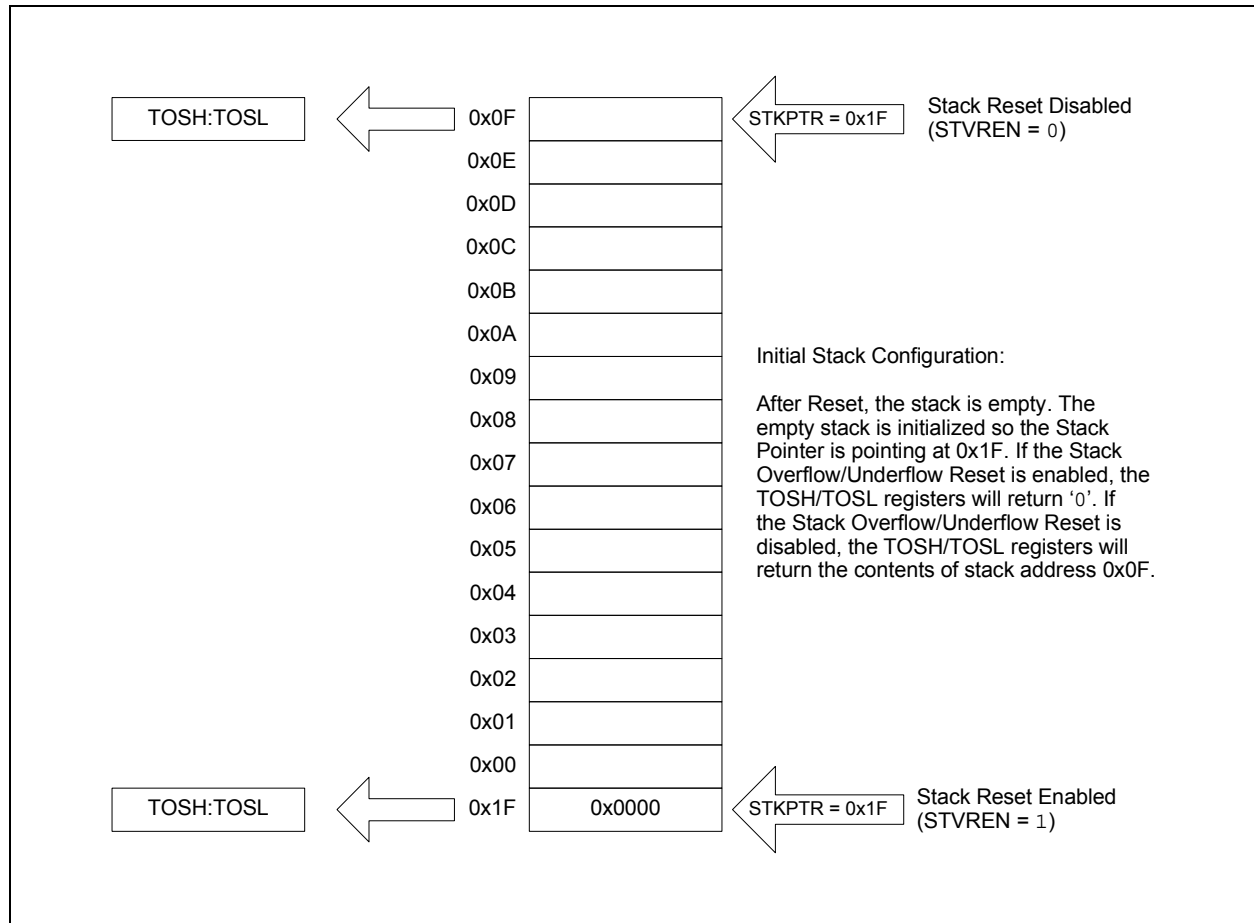 TOSH:TOSL
0x0F
STKPTR = 0x1F
Stack Reset Disabled
(STVREN = 0)
0x0E
0x0D
0x0C
0x0B
0x0A
0x09
0x08
0x07
0x06
0x05
0x04
0x03
0x02
0x01
0x00
Initial Stack Configuration:
After Reset, the stack is empty. The
empty stack is initialized so the Stack
Pointer is pointing at 0x1F. If the Stack
Overflow/Underflow Reset is enabled, the
TOSH/TOSL registers will return ‘0’. If
the Stack Overflow/Underflow Reset is
disabled, the TOSH/TOSL registers will
return the contents of stack address 0x0F.
TOSH:TOSL
0x1F
0x0000
STKPTR = 0x1F
Stack Reset Enabled
(STVREN = 1)